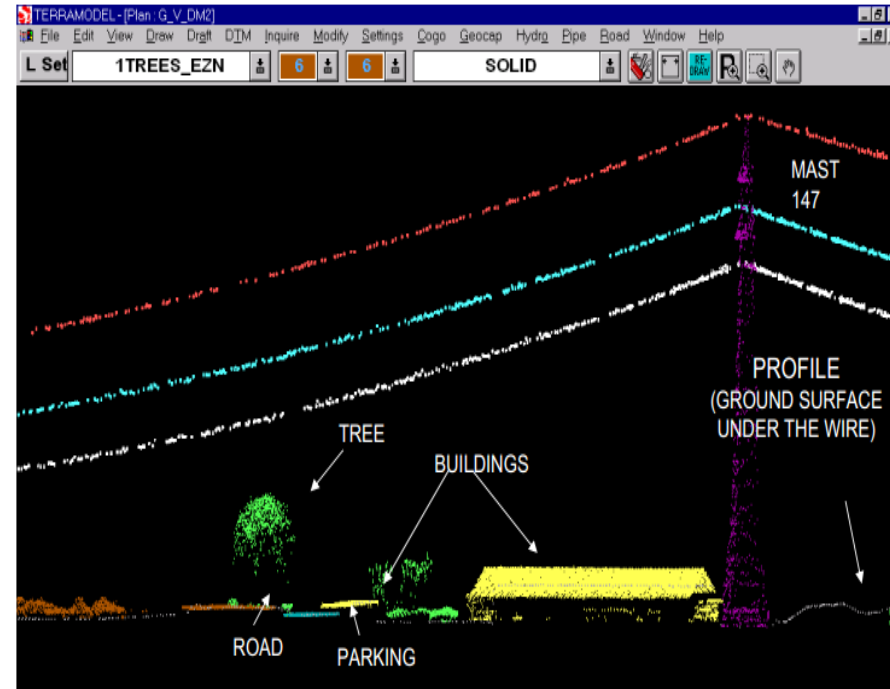 TERRAMODEL - [Plan : G_V_DM2]
File Edit View Draw Draft DTM Inquire Modify Settings Cogo Geocap Hydro Pipe Road Window Help
L Set 1TREES_EZN 6 6 SOLID RE-
DRAW
MAST
147
PROFILE
(GROUND SURFACE
UNDER THE WIRE)
TREE
BUILDINGS
ROAD
PARKING